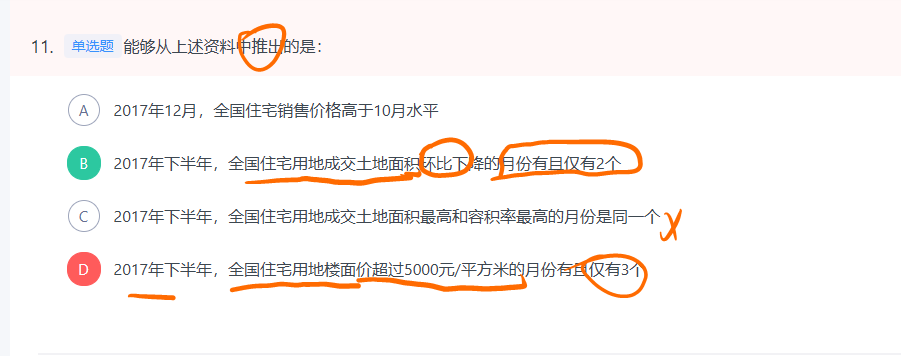 11. 单选题 能够从上述资料中推出的是：
A 2017年12月，全国住宅销售价格高于10月水平
B 2017年下半年，全国住宅用地成交土地面积环比下降的月份有且仅有2个
C 2017年下半年，全国住宅用地成交土地面积最高和容积率最高的月份是同一个 X
D 2017年下半年，全国住宅用地楼面价超过5000元/平方米的月份有且仅有3个